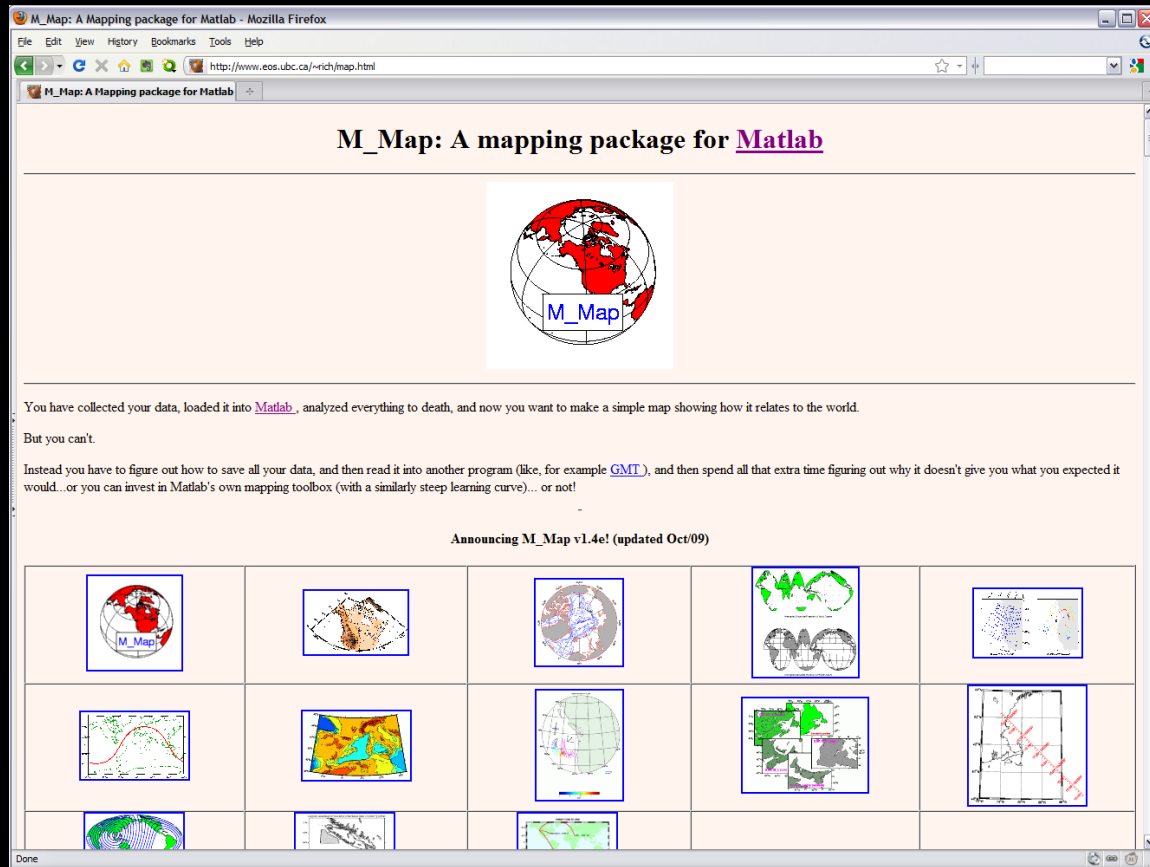 M_Map: A Mapping package for Matlab - Mozilla Firefox
File Edit View History Bookmarks Tools Help
http://www.eos.ubc.ca/~rich/map.html
M_Map: A Mapping package for Matlab
M_Map: A mapping package for Matlab
M_Map
You have collected your data, loaded it into Matlab , analyzed everything to death, and now you want to make a simple map showing how it relates to the world.
But you can't.
Instead you have to figure out how to save all your data, and then read it into another program (like, for example GMT ), and then spend all that extra time figuring out why it doesn't give you what you expected it
would...or you can invest in Matlab's own mapping toolbox (with a similarly steep learning curve)... or not!
-
Announcing M_Map v1.4e! (updated Oct/09)
M_Map
Done